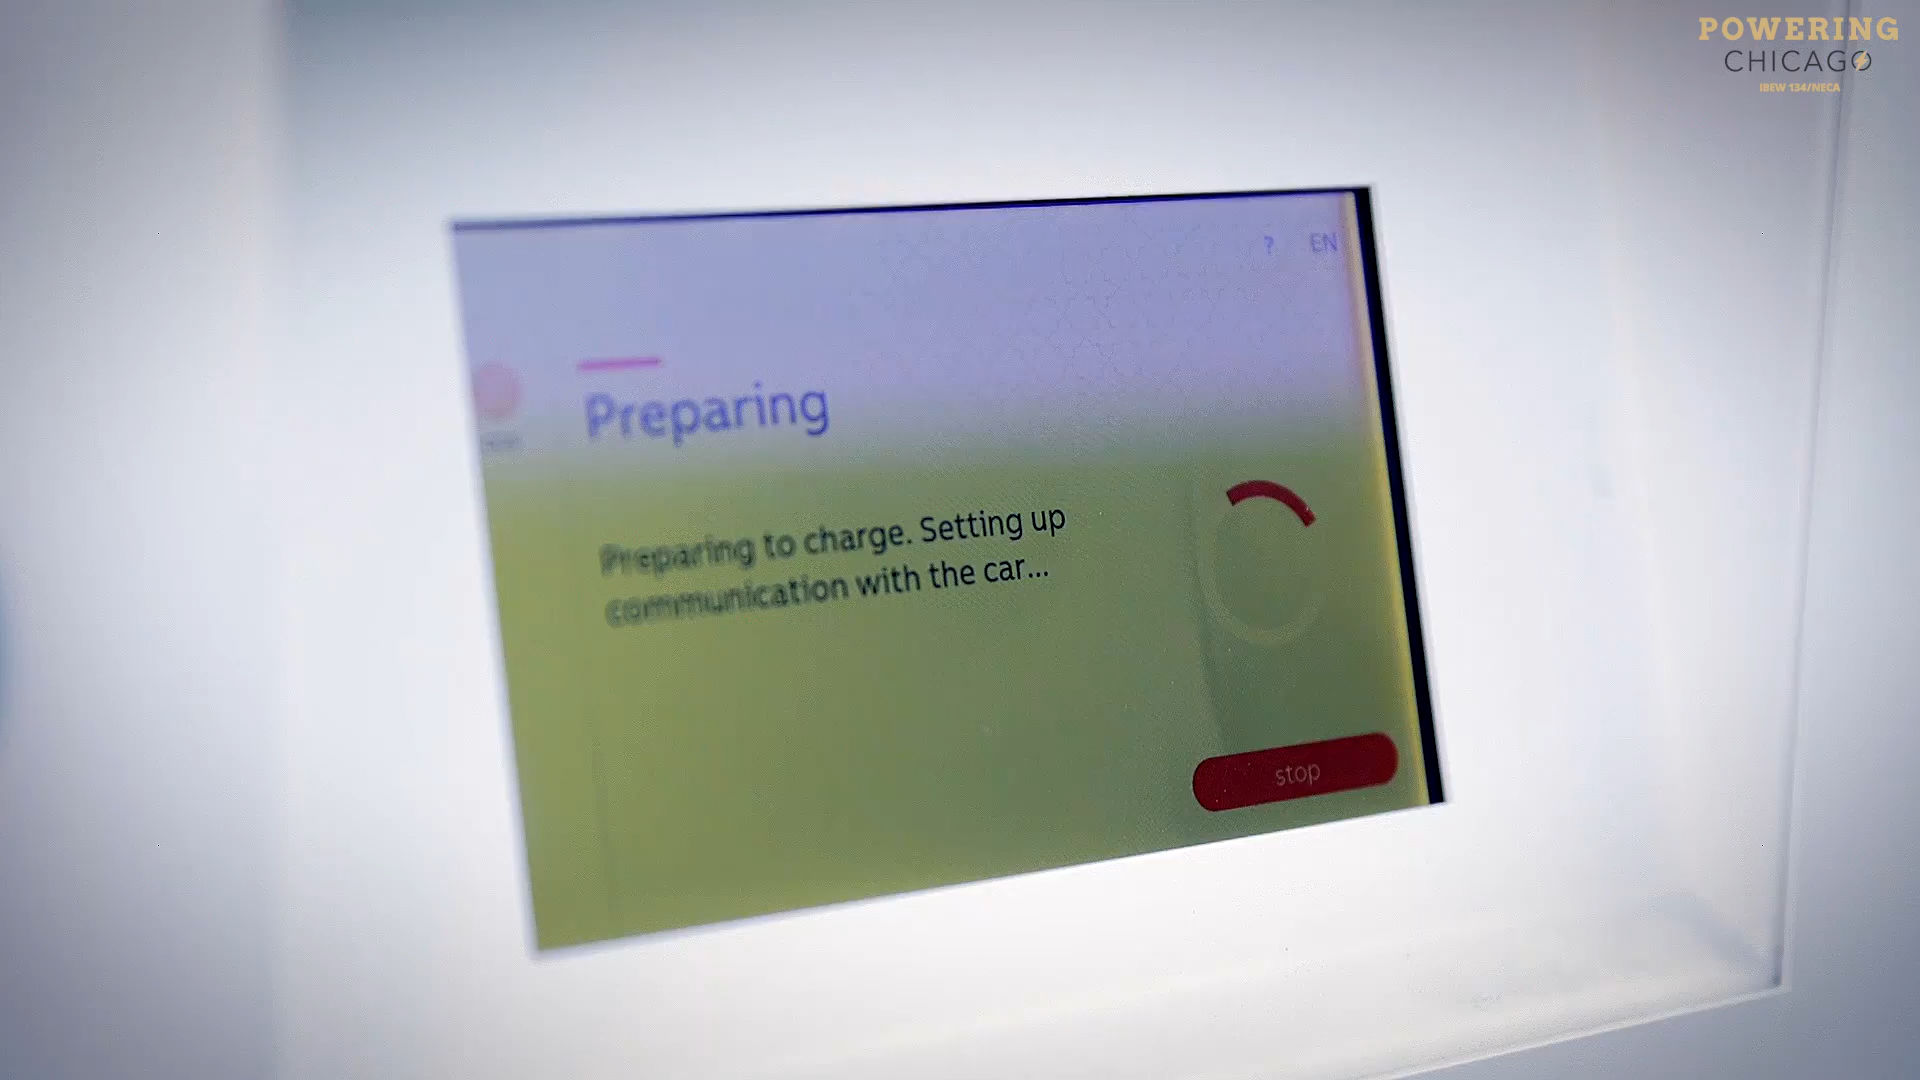 POWERING
CHICAGO
IBEW 134/NECA
? EN
Preparing
Preparing to charge. Setting up
communication with the car...
stop